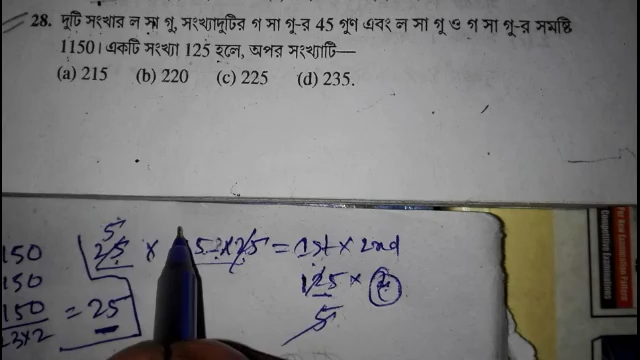 28. দুটি সংখার ল সা গু, সংখ্যাদুটির গ সা গু-র 45 গুণ এবং ল সা গু ও গ সা গু-র সমষ্টি
1150। একটি সংখ্যা 125 হলে, অপর সংখ্যাটি—
(a) 215 (b) 220 (c) 225 (d) 235.
25 × = 1st × 2nd
150
150 125 ×
150 = 25
5